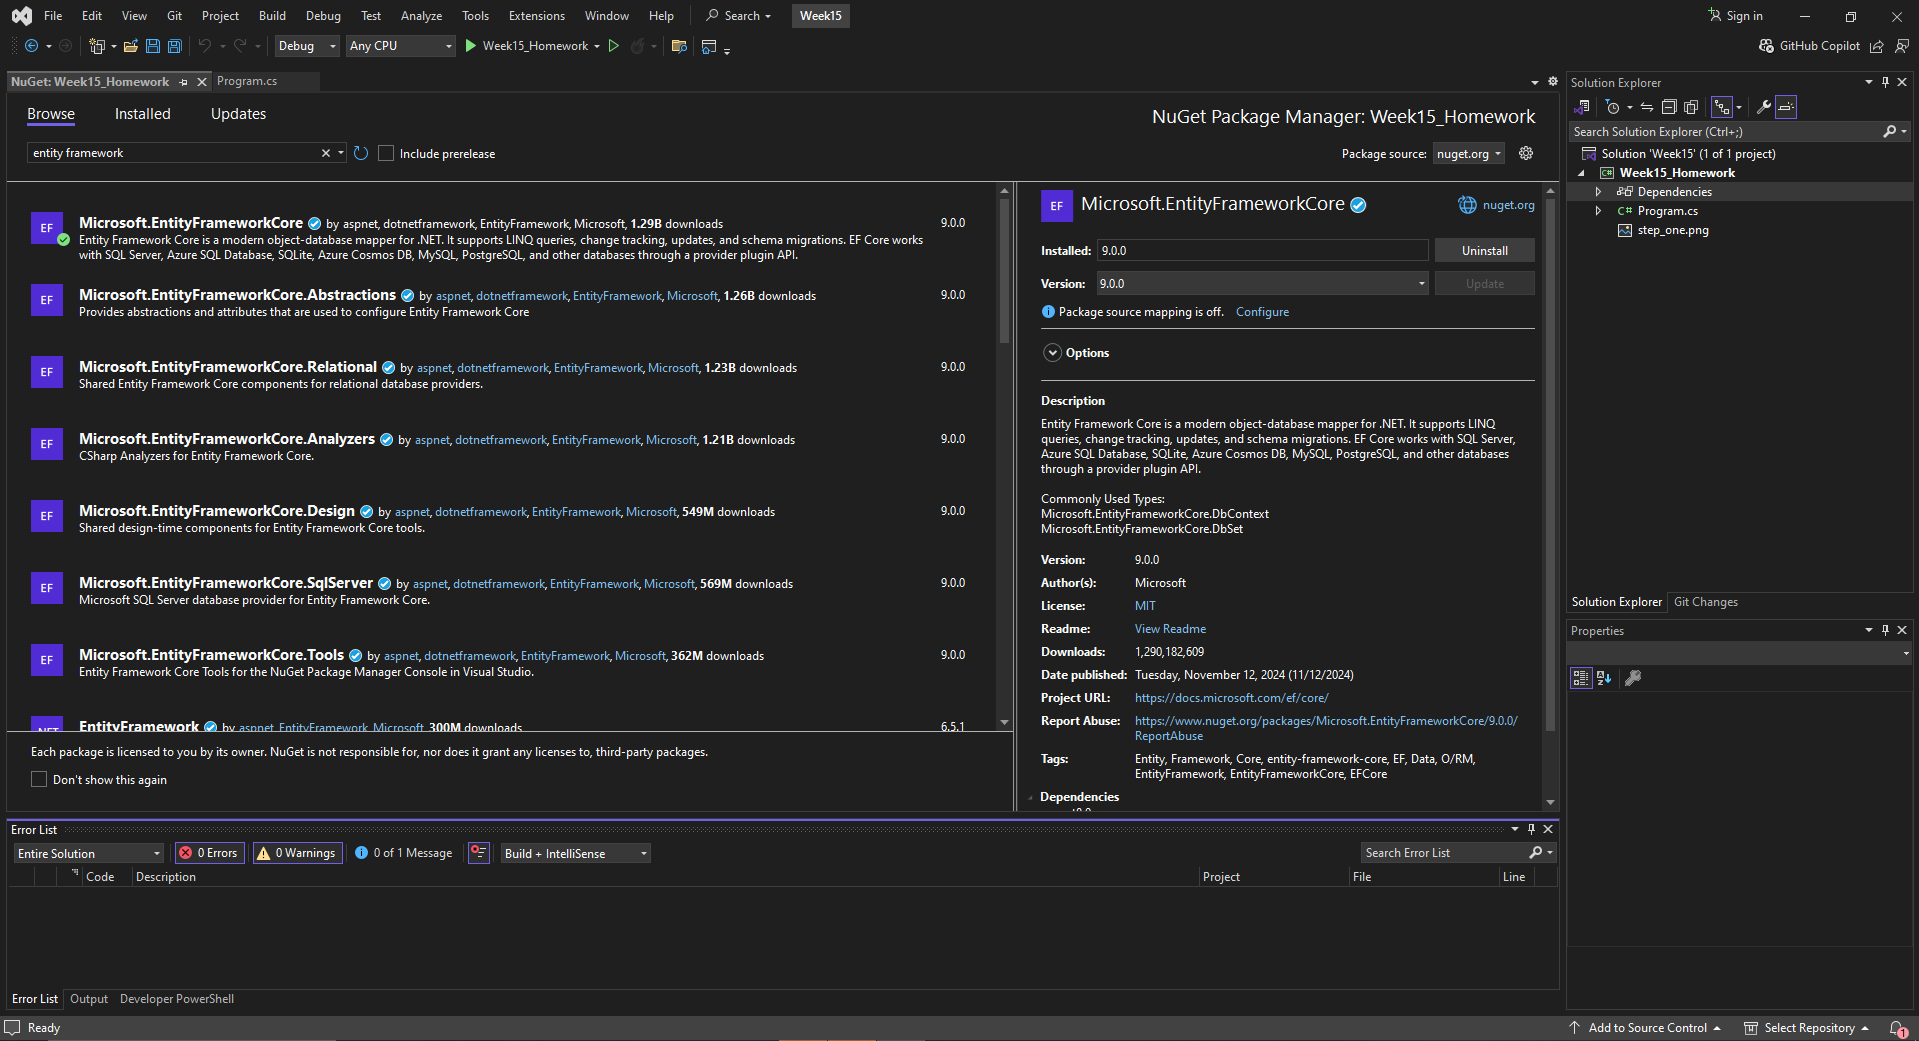 File Edit View Git Project Build Debug Test Analyze Tools Extensions Window Help Search Week15 Sign in
Debug Any CPU Week15_Homework GitHub Copilot
NuGet: Week15_Homework Program.cs
Browse Installed Updates
NuGet Package Manager: Week15_Homework
entity framework
Include prerelease
Package source: nuget.org
EF
Microsoft.EntityFrameworkCore by aspnet, dotnetframework, EntityFramework, Microsoft, 1.29B downloads 9.0.0
Entity Framework Core is a modern object-database mapper for .NET. It supports LINQ queries, change tracking, updates, and schema migrations. EF Core works
with SQL Server, Azure SQL Database, SQLite, Azure Cosmos DB, MySQL, PostgreSQL, and other databases through a provider plugin API.
EF
Microsoft.EntityFrameworkCore.Abstractions by aspnet, dotnetframework, EntityFramework, Microsoft, 1.26B downloads 9.0.0
Provides abstractions and attributes that are used to configure Entity Framework Core
EF
Microsoft.EntityFrameworkCore.Relational by aspnet, dotnetframework, EntityFramework, Microsoft, 1.23B downloads 9.0.0
Shared Entity Framework Core components for relational database providers.
EF
Microsoft.EntityFrameworkCore.Analyzers by aspnet, dotnetframework, EntityFramework, Microsoft, 1.21B downloads 9.0.0
CSharp Analyzers for Entity Framework Core.
EF
Microsoft.EntityFrameworkCore.Design by aspnet, dotnetframework, EntityFramework, Microsoft, 549M downloads 9.0.0
Shared design-time components for Entity Framework Core tools.
EF
Microsoft.EntityFrameworkCore.SqlServer by aspnet, dotnetframework, EntityFramework, Microsoft, 569M downloads 9.0.0
Microsoft SQL Server database provider for Entity Framework Core.
EF
Microsoft.EntityFrameworkCore.Tools by aspnet, dotnetframework, EntityFramework, Microsoft, 362M downloads 9.0.0
Entity Framework Core Tools for the NuGet Package Manager Console in Visual Studio.
.NET
EntityFramework by aspnet, EntityFramework, Microsoft, 300M downloads 6.5.1
Each package is licensed to you by its owner. NuGet is not responsible for, nor does it grant any licenses to, third-party packages.
Don't show this again
EF
Microsoft.EntityFrameworkCore nuget.org
Installed: 9.0.0 Uninstall
Version: 9.0.0 Update
Package source mapping is off. Configure
Options
Description
Entity Framework Core is a modern object-database mapper for .NET. It supports LINQ
queries, change tracking, updates, and schema migrations. EF Core works with SQL Server,
Azure SQL Database, SQLite, Azure Cosmos DB, MySQL, PostgreSQL, and other databases
through a provider plugin API.
Commonly Used Types:
Microsoft.EntityFrameworkCore.DbContext
Microsoft.EntityFrameworkCore.DbSet
Version: 9.0.0
Author(s): Microsoft
License: MIT
Readme: View Readme
Downloads: 1,290,182,609
Date published: Tuesday, November 12, 2024 (11/12/2024)
Project URL: https://docs.microsoft.com/ef/core/
Report Abuse: https://www.nuget.org/packages/Microsoft.EntityFrameworkCore/9.0.0/
ReportAbuse
Tags: Entity, Framework, Core, entity-framework-core, EF, Data, O/RM,
EntityFramework, EntityFrameworkCore, EFCore
Dependencies
Solution Explorer
Search Solution Explorer (Ctrl+;)
Solution 'Week15' (1 of 1 project)
C# Week15_Homework
Dependencies
C# Program.cs
step_one.png
Solution Explorer Git Changes
Properties
Error List
Entire Solution 0 Errors 0 Warnings 0 of 1 Message Build + IntelliSense Search Error List
Code Description Project File Line
Error List Output Developer PowerShell
Ready Add to Source Control Select Repository 1